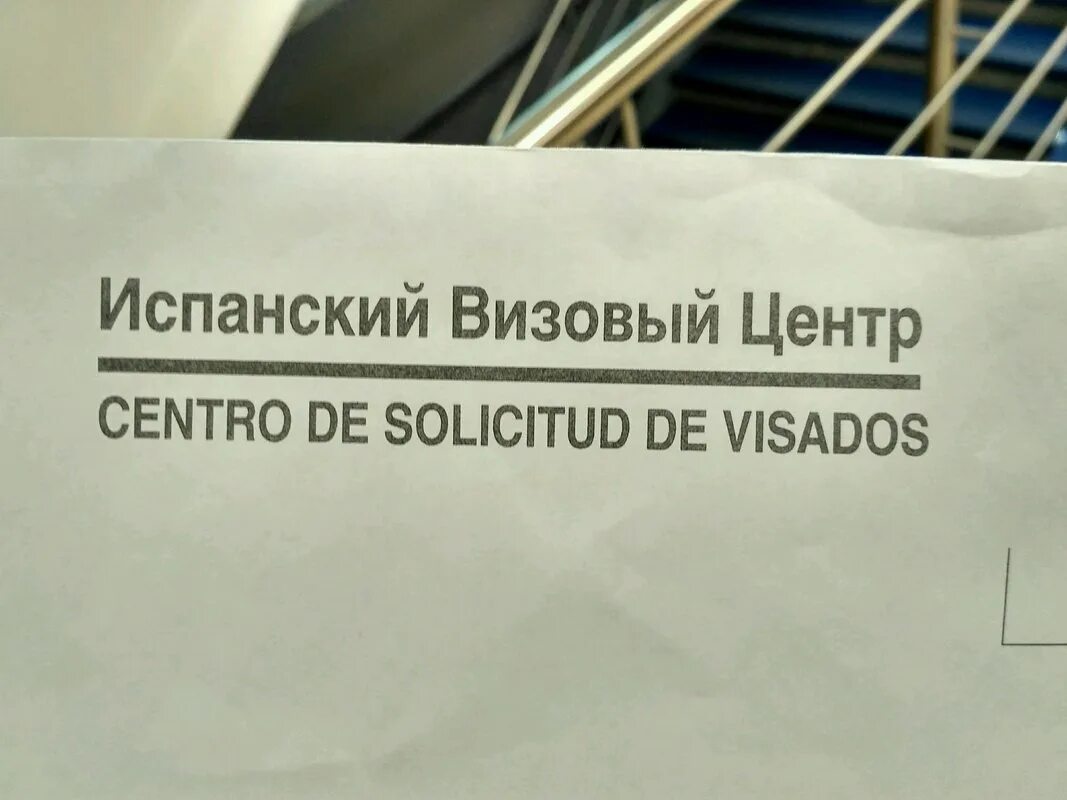 Испанский Визовый Центр
CENTRO DE SOLICITUD DE VISADOS